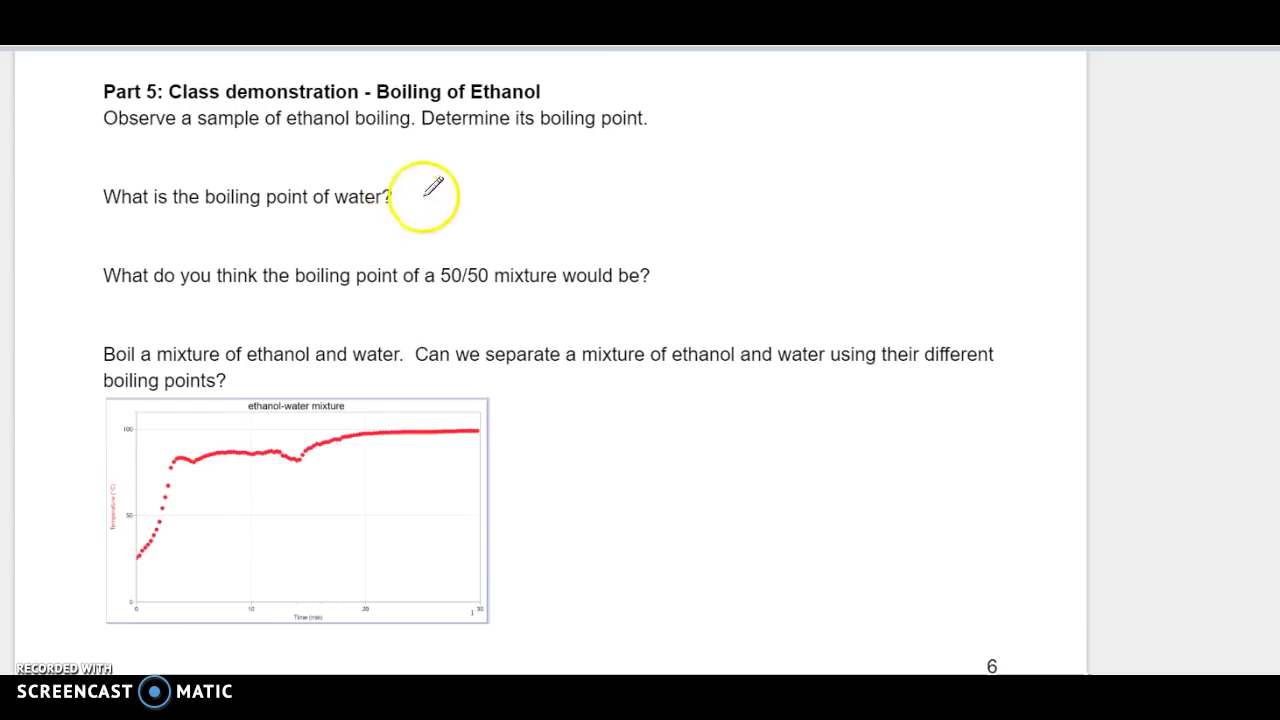 Part 5: Class demonstration - Boiling of Ethanol
Observe a sample of ethanol boiling. Determine its boiling point.
What is the boiling point of water?
What do you think the boiling point of a 50/50 mixture would be?
Boil a mixture of ethanol and water.  Can we separate a mixture of ethanol and water using their different
boiling points?
ethanol-water mixture
100
Temperature (°C)
50
0
0 10 20 30
Time (min)
6
RECORDED WITH
SCREENCAST MATIC